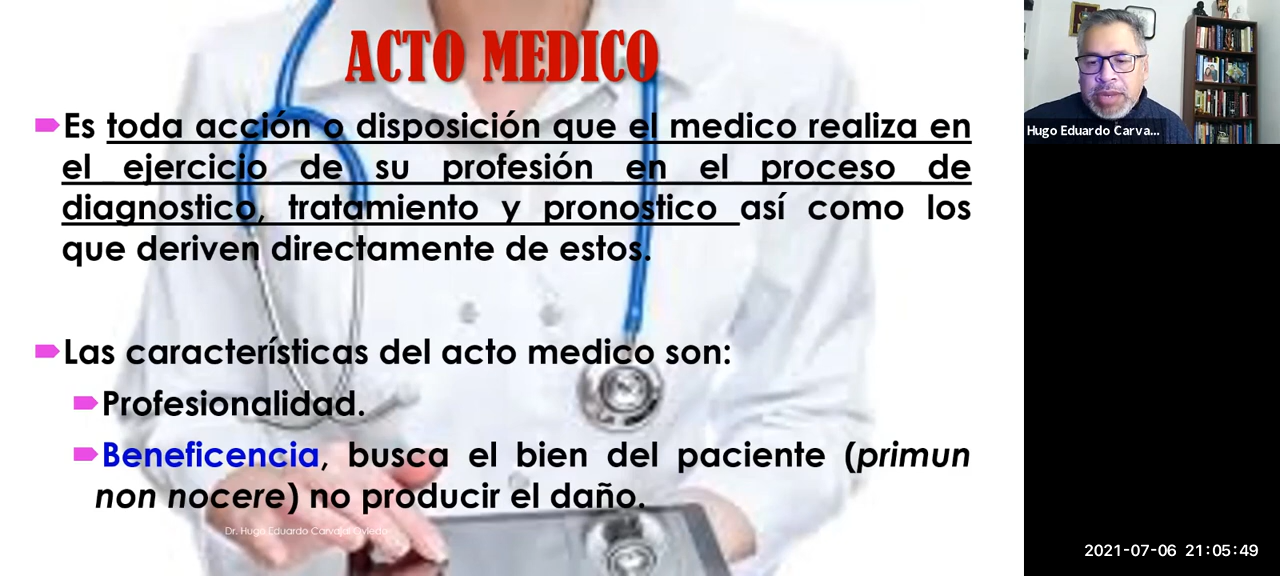 ACTO MEDICO
Es toda acción o disposición que el medico realiza en
el ejercicio de su profesión en el proceso de
diagnostico, tratamiento y pronostico así como los
que deriven directamente de estos.
Las características del acto medico son:
Profesionalidad.
Beneficencia, busca el bien del paciente (primun
non nocere) no producir el daño.
Dr. Hugo Eduardo Carvajal Oviedo
Hugo Eduardo Carva...
2021-07-06 21:05:49